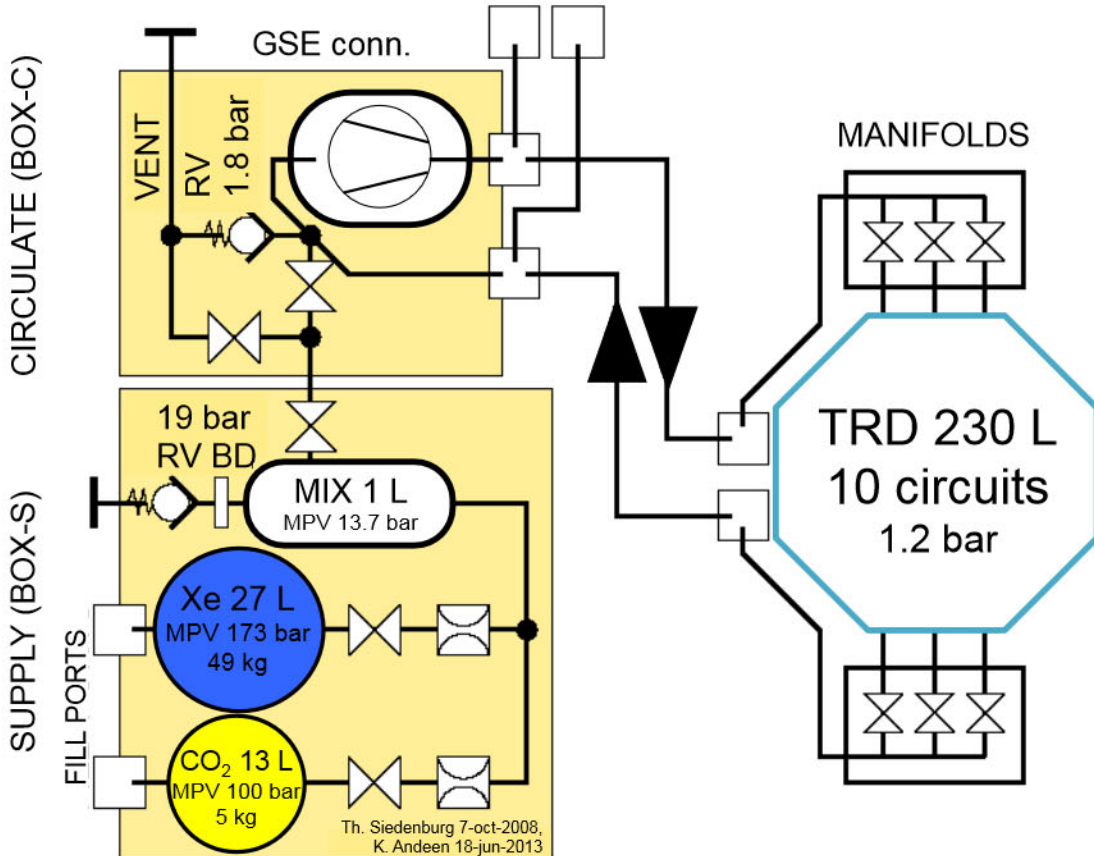 CIRCULATE (BOX-C)
GSE conn.
VENT
RV
1.8 bar
MANIFOLDS
SUPPLY (BOX-S)
19 bar
RV BD
MIX 1 L
MPV 13.7 bar
FILL PORTS
Xe 27 L
MPV 173 bar
49 kg
CO₂ 13 L
MPV 100 bar
5 kg
Th. Siedenburg 7-oct-2008,
K. Andeen 18-jun-2013
TRD 230 L
10 circuits
1.2 bar